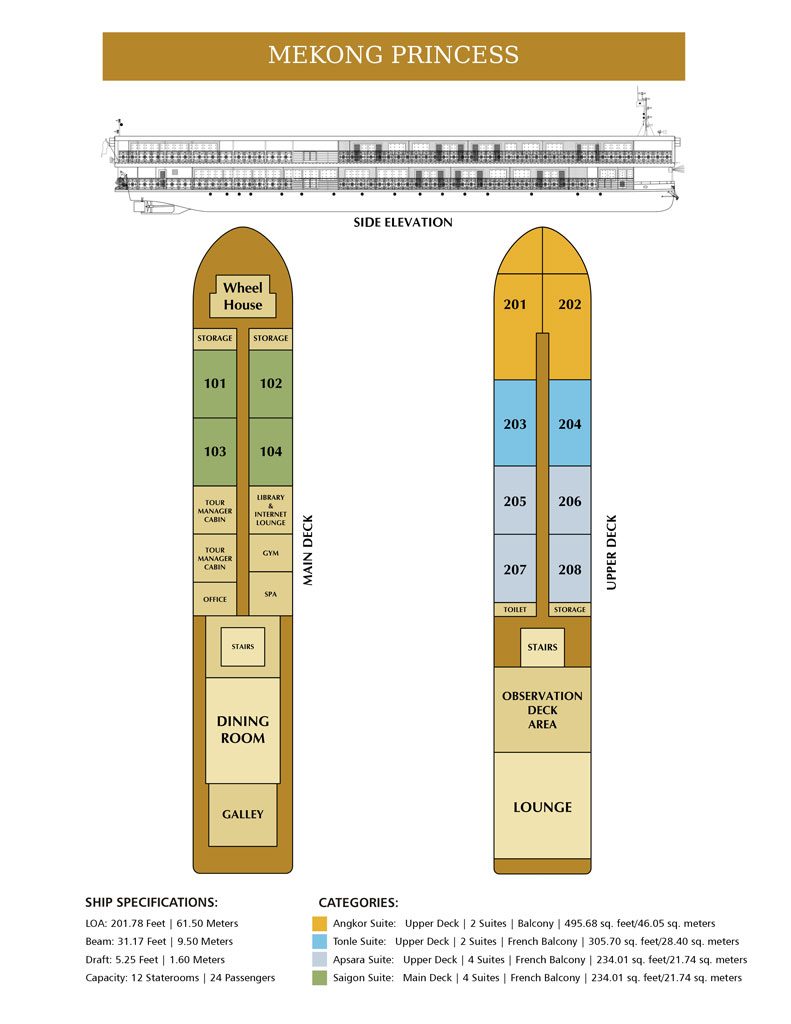 MEKONG PRINCESS
SIDE ELEVATION
Wheel
House
STORAGE
STORAGE
101
102
103
104
TOUR
MANAGER
CABIN
LIBRARY
&
INTERNET
LOUNGE
TOUR
MANAGER
CABIN
GYM
OFFICE
SPA
STAIRS
DINING
ROOM
GALLEY
MAIN DECK
201
202
203
204
205
206
207
208
TOILET
STORAGE
STAIRS
OBSERVATION
DECK
AREA
LOUNGE
UPPER DECK
SHIP SPECIFICATIONS:
LOA: 201.78 Feet | 61.50 Meters
Beam: 31.17 Feet | 9.50 Meters
Draft: 5.25 Feet | 1.60 Meters
Capacity: 12 Staterooms | 24 Passengers
CATEGORIES:
Angkor Suite: Upper Deck | 2 Suites | Balcony | 495.68 sq. feet/46.05 sq. meters
Tonle Suite: Upper Deck | 2 Suites | French Balcony | 305.70 sq. feet/28.40 sq. meters
Apsara Suite: Upper Deck | 4 Suites | French Balcony | 234.01 sq. feet/21.74 sq. meters
Saigon Suite: Main Deck | 4 Suites | French Balcony | 234.01 sq. feet/21.74 sq. meters